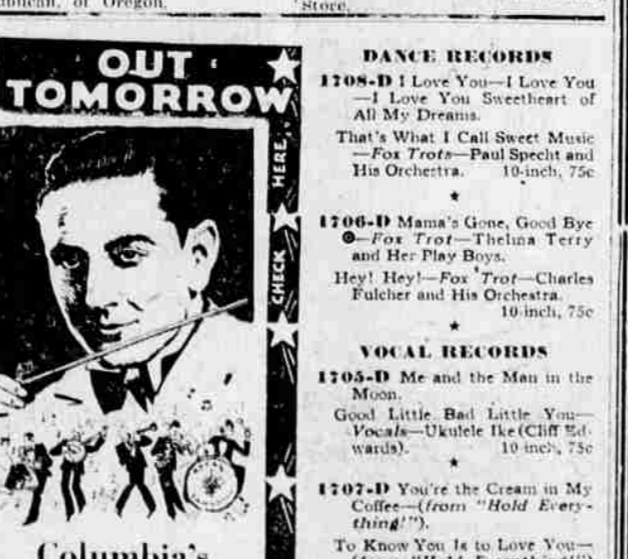 Duncan, of Oregon.
Store.
OUT
TOMORROW
CHECK HERE
Columbia's
DANCE RECORDS
1708-D I Love You—I Love You
—I Love You Sweetheart of
All My Dreams.
That's What I Call Sweet Music
—Fox Trots—Paul Specht and
His Orchestra. 10-inch, 75c
1706-D Mama's Gone, Good Bye
—Fox Trot—Thelma Terry
and Her Play Boys.
Hey! Hey!—Fox Trot—Charles
Fulcher and His Orchestra.
10-inch, 75c
VOCAL RECORDS
1705-D Me and the Man in the
Moon.
Good Little Bad Little You—
Vocals—Ukulele Ike (Cliff Ed-
wards). 10-inch, 75c
1707-D You're the Cream in My
Coffee—(from "Hold Every-
thing!").
To Know You Is to Love You—